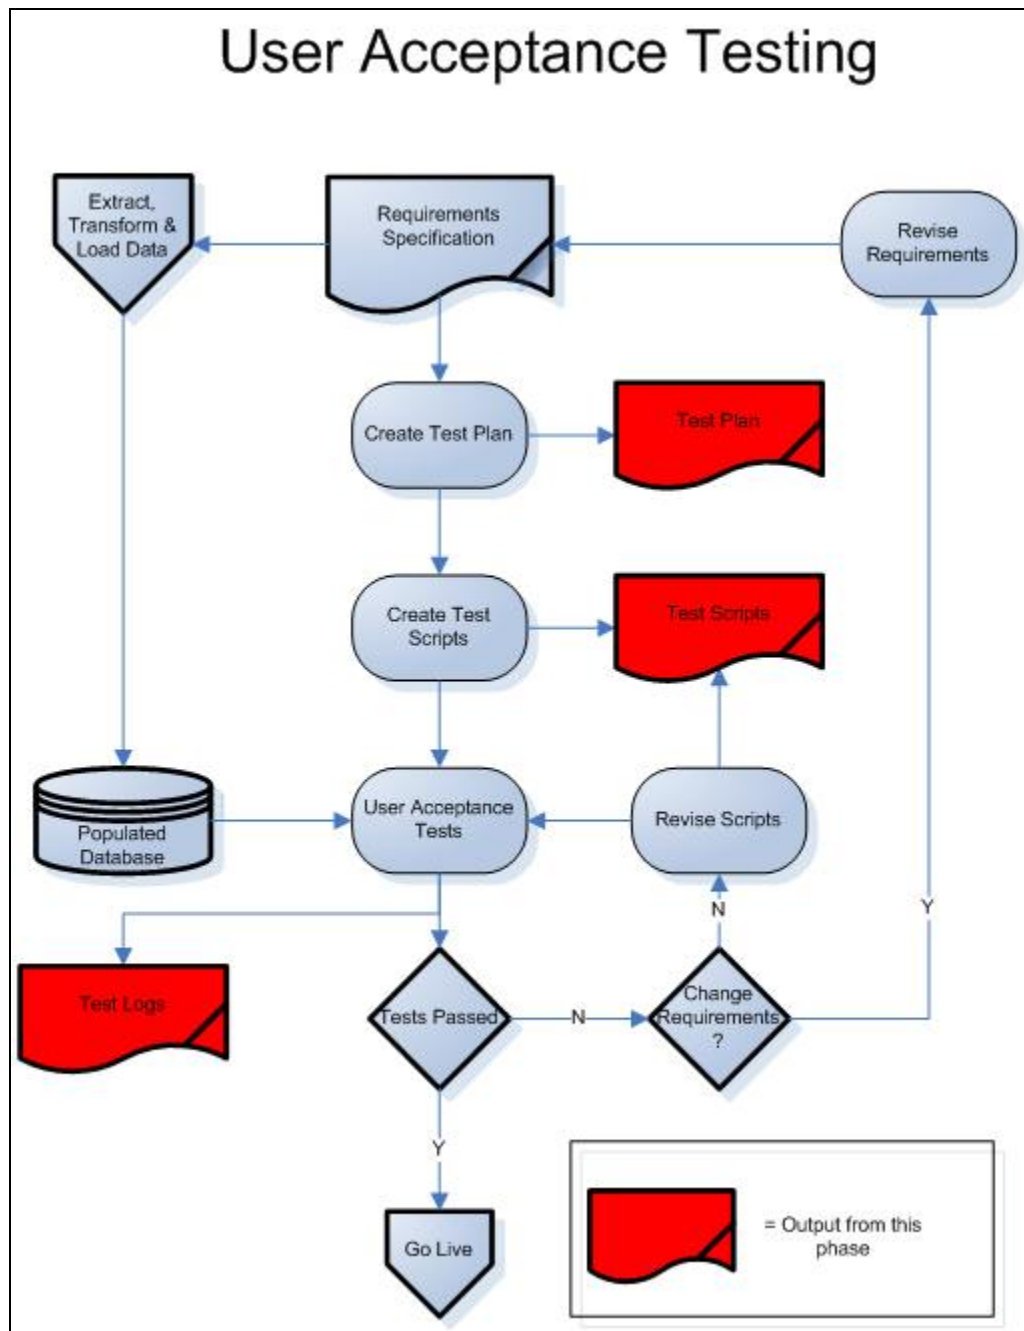 User Acceptance Testing
Extract,
Transform &
Load Data
Requirements
Specification
Revise
Requirements
Create Test Plan
Test Plan
Create Test
Scripts
Test Scripts
Populated
Database
User Acceptance
Tests
Revise Scripts
N
Y
Test Logs
Tests Passed
N
Change
Requirements
?
Y
Go Live
= Output from this
phase